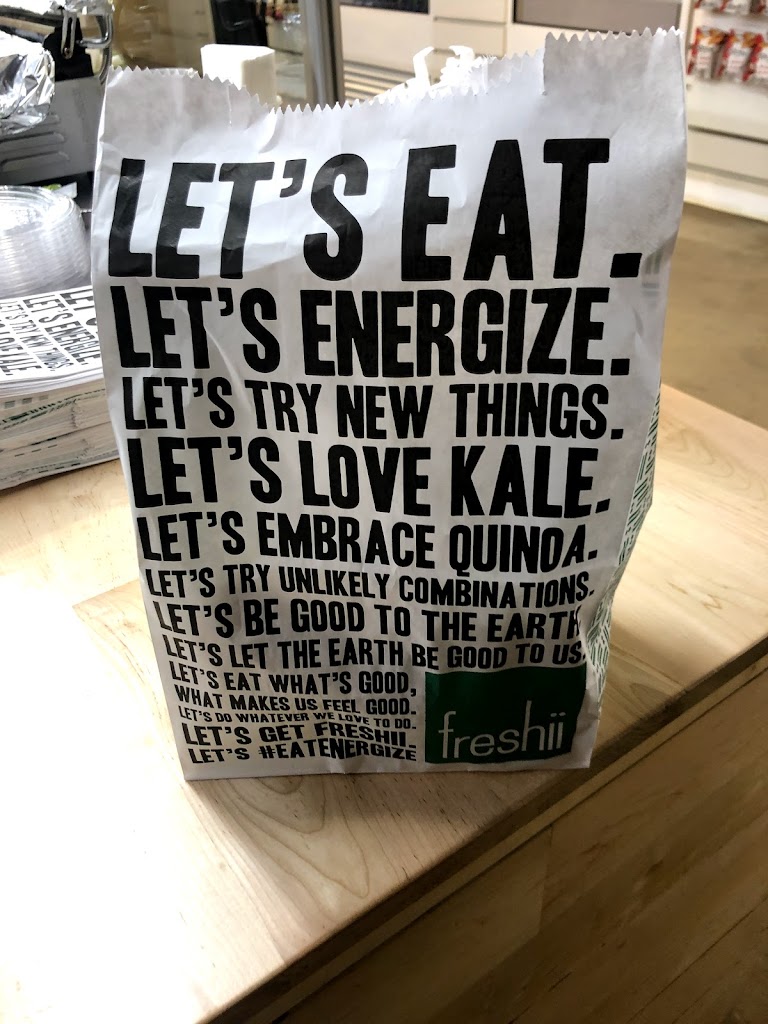 LET'S EAT.
LET'S ENERGIZE.
LET'S TRY NEW THINGS.
LET'S LOVE KALE.
LET'S EMBRACE QUINOA.
LET'S TRY UNLIKELY COMBINATIONS.
LET'S BE GOOD TO THE EARTH
LET'S LET THE EARTH BE GOOD TO US.
LET'S EAT WHAT'S GOOD,
WHAT MAKES US FEEL GOOD.
LET'S DO WHATEVER WE LOVE TO DO.
LET'S GET FRESHII.
LET'S #EATENERGIZE
freshii